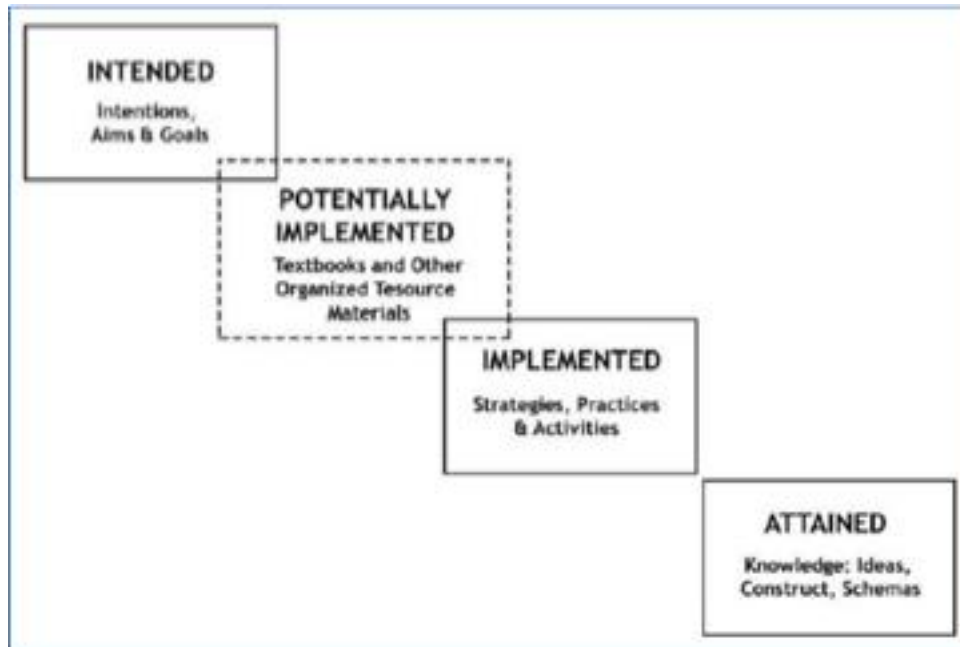 INTENDED
Intentions,
Aims & Goals
POTENTIALLY
IMPLEMENTED
Textbooks and Other
Organized Tesource
Materials
IMPLEMENTED
Strategies, Practices
& Activities
ATTAINED
Knowledge: Ideas,
Construct, Schemas